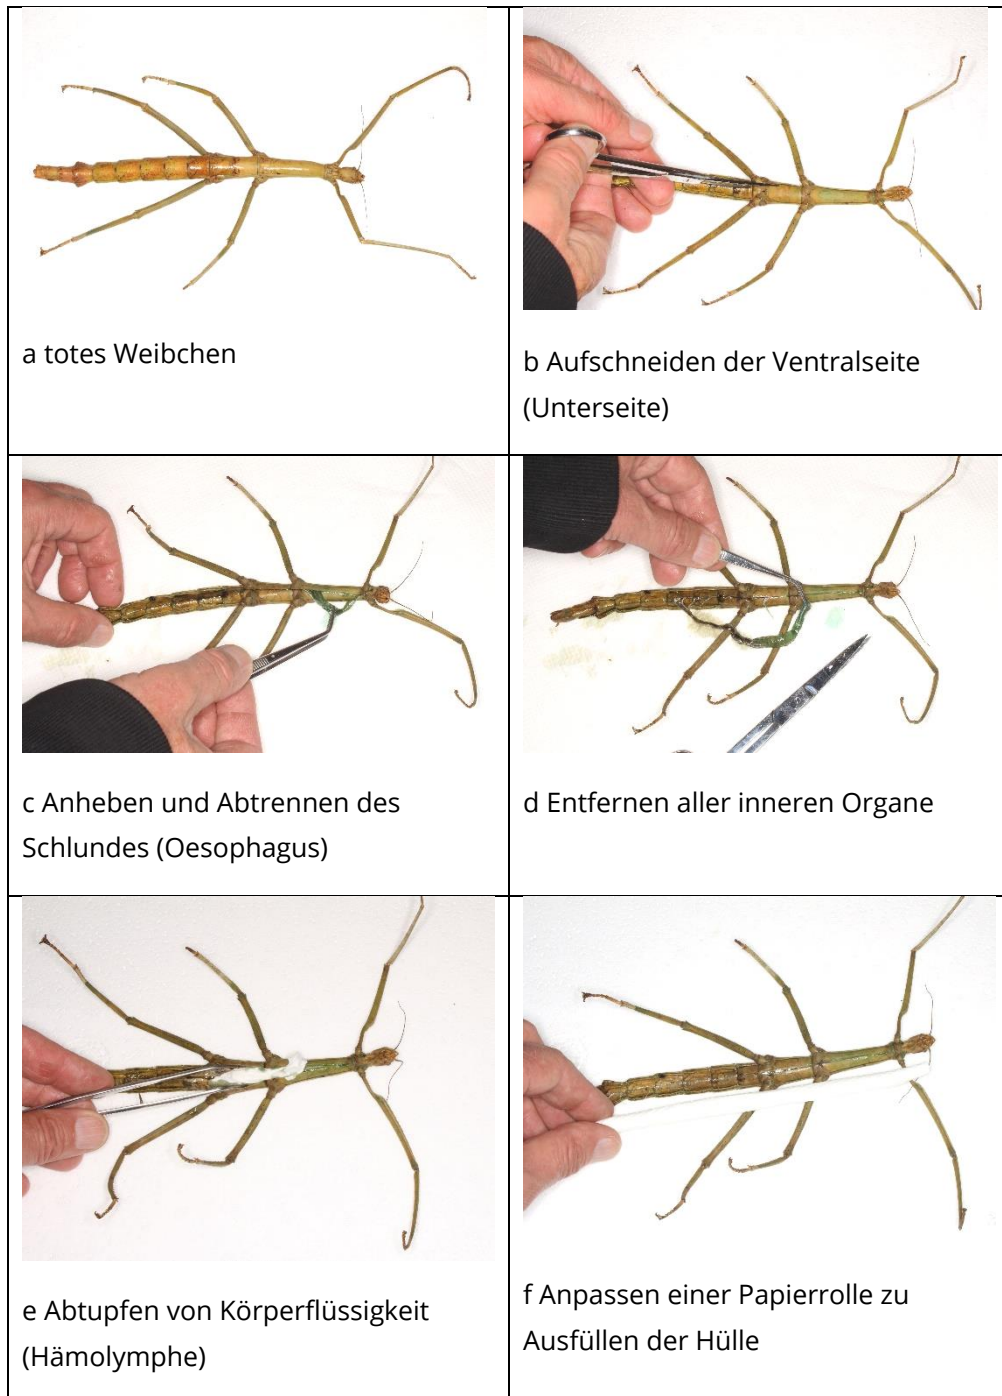 a totes Weibchen
b Aufschneiden der Ventralseite
(Unterseite)
c Anheben und Abtrennen des
Schlundes (Oesophagus)
d Entfernen aller inneren Organe
e Abtupfen von Körperflüssigkeit
(Hämolymphe)
f Anpassen einer Papierrolle zu
Ausfüllen der Hülle